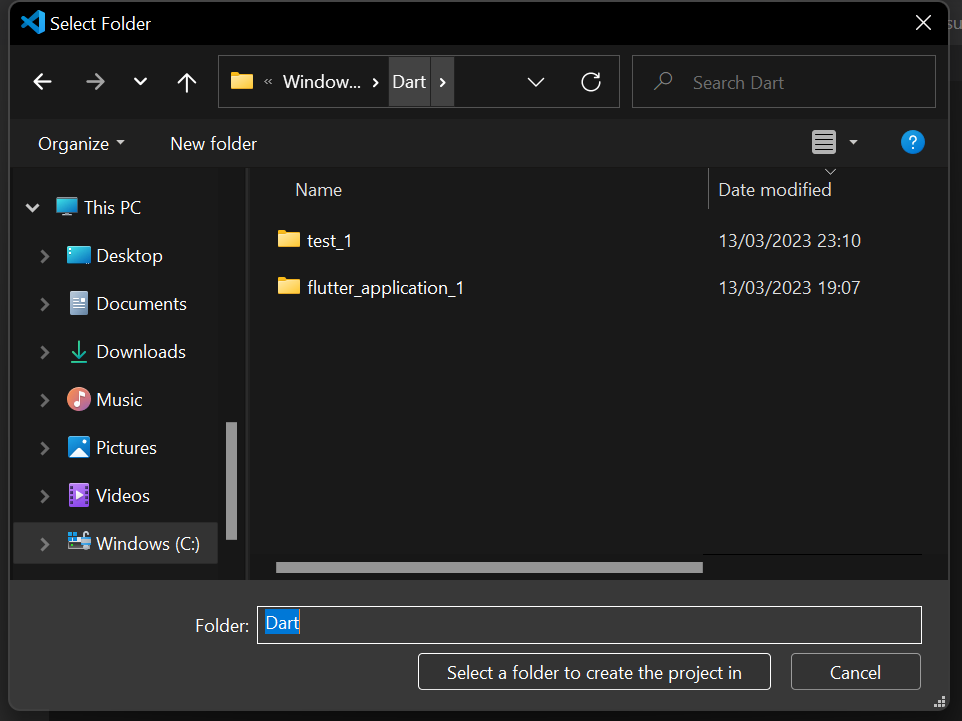 Select Folder
« Window... > Dart >
Search Dart
Organize
New folder
?
Name
Date modified
This PC
Desktop
Documents
Downloads
Music
Pictures
Videos
Windows (C:)
test_1
13/03/2023 23:10
flutter_application_1
13/03/2023 19:07
Folder: Dart
Select a folder to create the project in
Cancel